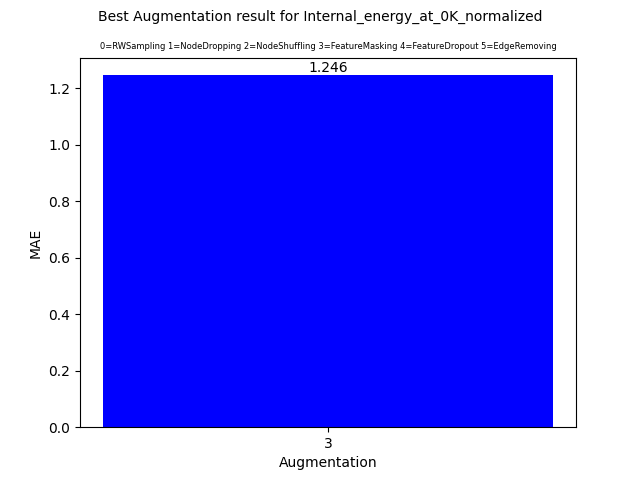 Best Augmentation result for Internal_energy_at_0K_normalized
0=RWSampling 1=NodeDropping 2=NodeShuffling 3=FeatureMasking 4=FeatureDropout 5=EdgeRemoving
1.246
1.2
1.0
0.8
0.6
0.4
0.2
0.0
MAE
3
Augmentation